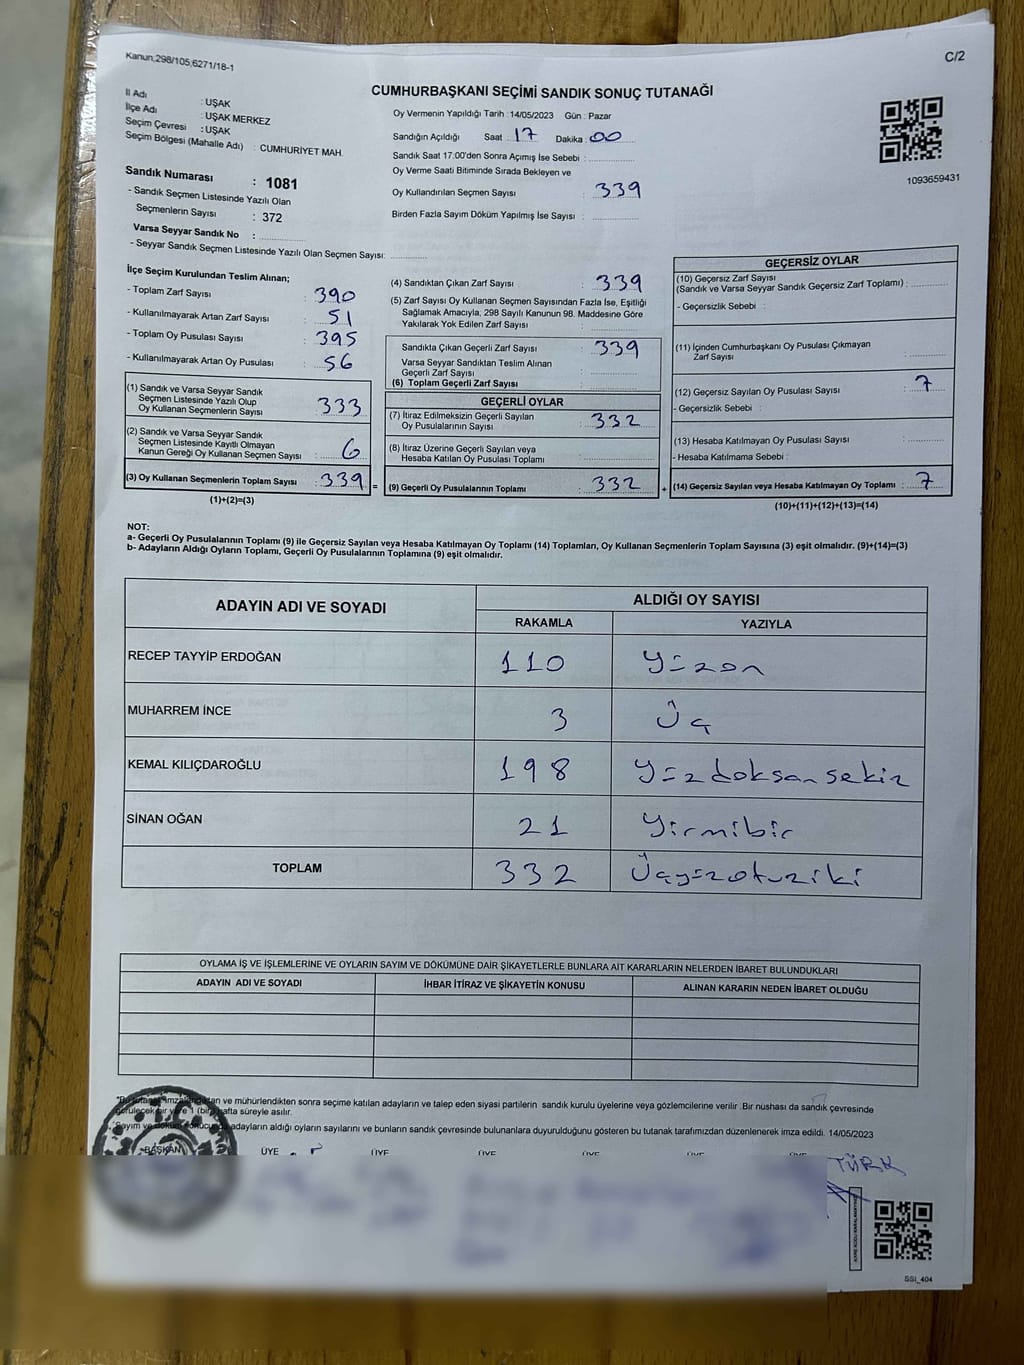 Kanun,298/105,6271/18-1
C/2
CUMHURBAŞKANI SEÇİMİ SANDIK SONUÇ TUTANAĞI
İl Adı : UŞAK
İlçe Adı : UŞAK MERKEZ
Seçim Çevresi : UŞAK
Seçim Bölgesi (Mahalle Adı) : CUMHURİYET MAH.
Oy Vermenin Yapıldığı Tarih : 14/05/2023 Gün : Pazar
Sandığın Açıldığı Saat : 17 Dakika : 00
Sandık Saat 17.00'den Sonra Açımış İse Sebebi :
Oy Verme Saati Bitiminde Sırada Bekleyen ve
Oy Kullandırılan Seçmen Sayısı : 339
Birden Fazla Sayım Döküm Yapılmış İse Sayısı :
1093659431
Sandık Numarası : 1081
- Sandık Seçmen Listesinde Yazılı Olan
Seçmenlerin Sayısı : 372
Varsa Seyyar Sandık No :
- Seyyar Sandık Seçmen Listesinde Yazılı Olan Seçmen Sayısı:
İlçe Seçim Kurulundan Teslim Alınan;
- Toplam Zarf Sayısı : 390
- Kullanılmayarak Artan Zarf Sayısı : 51
- Toplam Oy Pusulası Sayısı : 395
- Kullanılmayarak Artan Oy Pusulası : 56
(1) Sandık ve Varsa Seyyar Sandık
Seçmen Listesinde Yazılı Olup
Oy Kullanan Seçmenlerin Sayısı : 333
(2) Sandık ve Varsa Seyyar Sandık
Seçmen Listesinde Kayıtlı Olmayan
Kanun Gereği Oy Kullanan Seçmen Sayısı : 6
(3) Oy Kullanan Seçmenlerin Toplam Sayısı : 339 =
(1)+(2)=(3)
(4) Sandıktan Çıkan Zarf Sayısı : 339
(5) Zarf Sayısı Oy Kullanan Seçmen Sayısından Fazla İse, Eşitliği
Sağlamak Amacıyla, 298 Sayılı Kanunun 98. Maddesine Göre
Yakılarak Yok Edilen Zarf Sayısı :
Sandıkta Çıkan Geçerli Zarf Sayısı : 339
Varsa Seyyar Sandıktan Teslim Alınan
Geçerli Zarf Sayısı :
(6) Toplam Geçerli Zarf Sayısı :
GEÇERLİ OYLAR
(7) İtiraz Edilmeksizin Geçerli Sayılan
Oy Pusulalarının Sayısı : 332
(8) İtiraz Üzerine Geçerli Sayılan veya
Hesaba Katılan Oy Pusulası Toplamı :
(9) Geçerli Oy Pusulalarının Toplamı : 332 +
GEÇERSİZ OYLAR
(10) Geçersiz Zarf Sayısı
(Sandık ve Varsa Seyyar Sandık Geçersiz Zarf Toplamı) :
- Geçersizlik Sebebi :
(11) İçinden Cumhurbaşkanı Oy Pusulası Çıkmayan
Zarf Sayısı :
(12) Geçersiz Sayılan Oy Pusulası Sayısı : 7
- Geçersizlik Sebebi :
(13) Hesaba Katılmayan Oy Pusulası Sayısı :
- Hesaba Katılmama Sebebi :
(14) Geçersiz Sayılan veya Hesaba Katılmayan Oy Toplamı : 7
(10)+(11)+(12)+(13)=(14)
NOT:
a- Geçerli Oy Pusulalarının Toplamı (9) ile Geçersiz Sayılan veya Hesaba Katılmayan Oy Toplamı (14) Toplamları, Oy Kullanan Seçmenlerin Toplam Sayısına (3) eşit olmalıdır. (9)+(14)=(3)
b- Adayların Aldığı Oyların Toplamı, Geçerli Oy Pusulalarının Toplamına (9) eşit olmalıdır.
ADAYIN ADI VE SOYADI
ALDIĞI OY SAYISI
RAKAMLA YAZIYLA
RECEP TAYYİP ERDOĞAN 110 Yüzon
MUHARREM İNCE 3 Üç
KEMAL KILIÇDAROĞLU 198 Yüzdoksansekiz
SİNAN OĞAN 21 Yirmibir
TOPLAM 332 Üçyüzotuziki
OYLAMA İŞ VE İŞLEMLERİNE VE OYLARIN SAYIM VE DÖKÜMÜNE DAİR ŞİKAYETLERLE BUNLARA AİT KARARLARIN NELERDEN İBARET BULUNDUKLARI
ADAYIN ADI VE SOYADI İHBAR İTİRAZ VE ŞİKAYETİN KONUSU ALINAN KARARIN NEDEN İBARET OLDUĞU
ve mühürlendikten sonra seçime katılan adayların ve talep eden siyasi partilerin sandık kurulu üyelerine veya gözlemcilerine verilir. Bir nushası da sandık çevresinde
görülecek bir yere 1 (bir) hafta süreyle asılır.
adayların aldığı oyların sayılarını ve bunların sandık çevresinde bulunanlara duyurulduğunu gösteren bu tutanak tarafımızdan düzenlenerek imza edildi. 14/05/2023
BAŞKAN ÜYE ÜYE ÜYE ÜYE ÜYE ÜYE
TÜRK
SSI_404